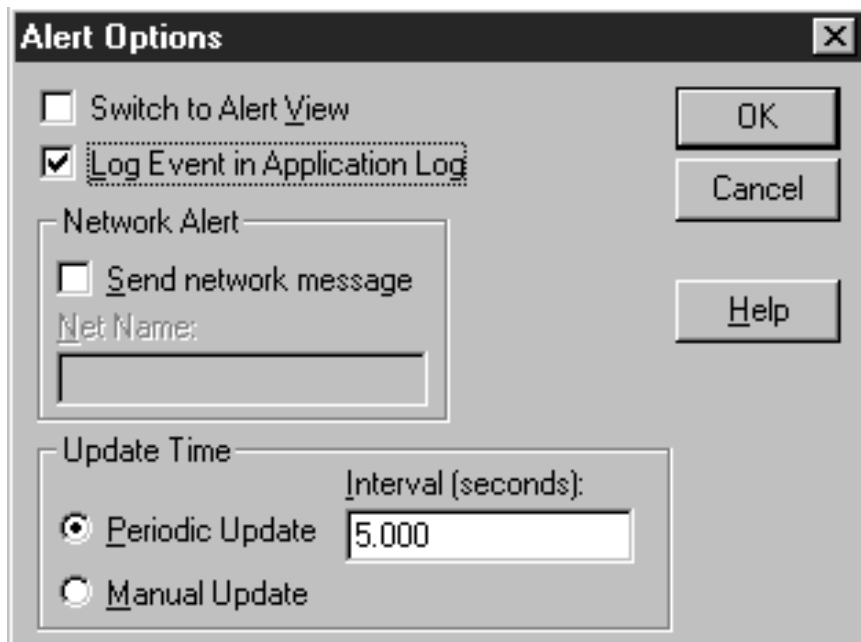 Alert Options
Switch to Alert View
OK
Log Event in Application Log
Cancel
Network Alert
Send network message
Help
Net Name:
Update Time
Interval (seconds):
Periodic Update
5.000
Manual Update